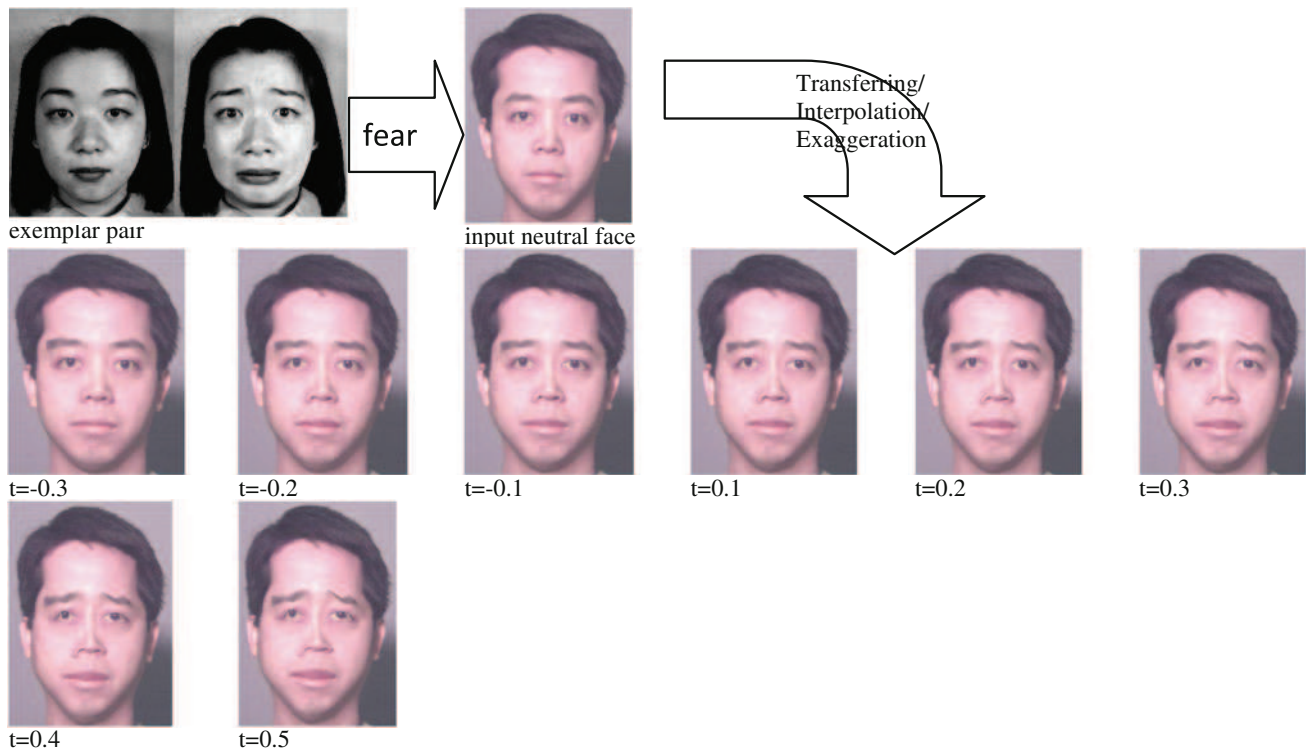 fear
Transferring/
Interpolation/
Exaggeration
exemplar pair
input neutral face
t=-0.3
t=-0.2
t=-0.1
t=0.1
t=0.2
t=0.3
t=0.4
t=0.5